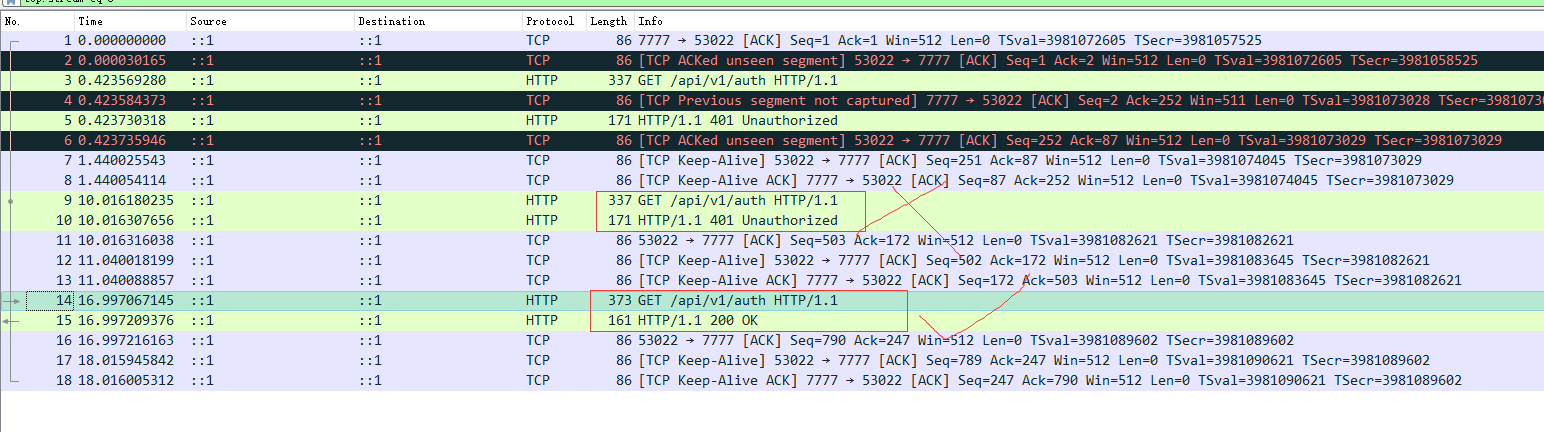 No. Time Source Destination Protocol Length Info
1 0.000000000 ::1 ::1 TCP 86 7777 → 53022 [ACK] Seq=1 Ack=1 Win=512 Len=0 TSval=3981072605 TSecr=3981057525
2 0.000030165 ::1 ::1 TCP 86 [TCP ACKed unseen segment] 53022 → 7777 [ACK] Seq=1 Ack=2 Win=512 Len=0 TSval=3981072605 TSecr=3981058525
3 0.423569280 ::1 ::1 HTTP 337 GET /api/v1/auth HTTP/1.1
4 0.423584373 ::1 ::1 TCP 86 [TCP Previous segment not captured] 7777 → 53022 [ACK] Seq=2 Ack=252 Win=511 Len=0 TSval=3981073028 TSecr=39810730
5 0.423730318 ::1 ::1 HTTP 171 HTTP/1.1 401 Unauthorized
6 0.423735946 ::1 ::1 TCP 86 [TCP ACKed unseen segment] 53022 → 7777 [ACK] Seq=252 Ack=87 Win=512 Len=0 TSval=3981073029 TSecr=3981073029
7 1.440025543 ::1 ::1 TCP 86 [TCP Keep-Alive] 53022 → 7777 [ACK] Seq=251 Ack=87 Win=512 Len=0 TSval=3981074045 TSecr=3981073029
8 1.440054114 ::1 ::1 TCP 86 [TCP Keep-Alive ACK] 7777 → 53022 [ACK] Seq=87 Ack=252 Win=512 Len=0 TSval=3981074045 TSecr=3981073029
9 10.016180235 ::1 ::1 HTTP 337 GET /api/v1/auth HTTP/1.1
10 10.016307656 ::1 ::1 HTTP 171 HTTP/1.1 401 Unauthorized
11 10.016316038 ::1 ::1 TCP 86 53022 → 7777 [ACK] Seq=503 Ack=172 Win=512 Len=0 TSval=3981082621 TSecr=3981082621
12 11.040018199 ::1 ::1 TCP 86 [TCP Keep-Alive] 53022 → 7777 [ACK] Seq=502 Ack=172 Win=512 Len=0 TSval=3981083645 TSecr=3981082621
13 11.040088857 ::1 ::1 TCP 86 [TCP Keep-Alive ACK] 7777 → 53022 [ACK] Seq=172 Ack=503 Win=512 Len=0 TSval=3981083645 TSecr=3981082621
14 16.997067145 ::1 ::1 HTTP 373 GET /api/v1/auth HTTP/1.1
15 16.997209376 ::1 ::1 HTTP 161 HTTP/1.1 200 OK
16 16.997216163 ::1 ::1 TCP 86 53022 → 7777 [ACK] Seq=790 Ack=247 Win=512 Len=0 TSval=3981089602 TSecr=3981089602
17 18.015945842 ::1 ::1 TCP 86 [TCP Keep-Alive] 53022 → 7777 [ACK] Seq=789 Ack=247 Win=512 Len=0 TSval=3981090621 TSecr=3981089602
18 18.016005312 ::1 ::1 TCP 86 [TCP Keep-Alive ACK] 7777 → 53022 [ACK] Seq=247 Ack=790 Win=512 Len=0 TSval=3981090621 TSecr=3981089602